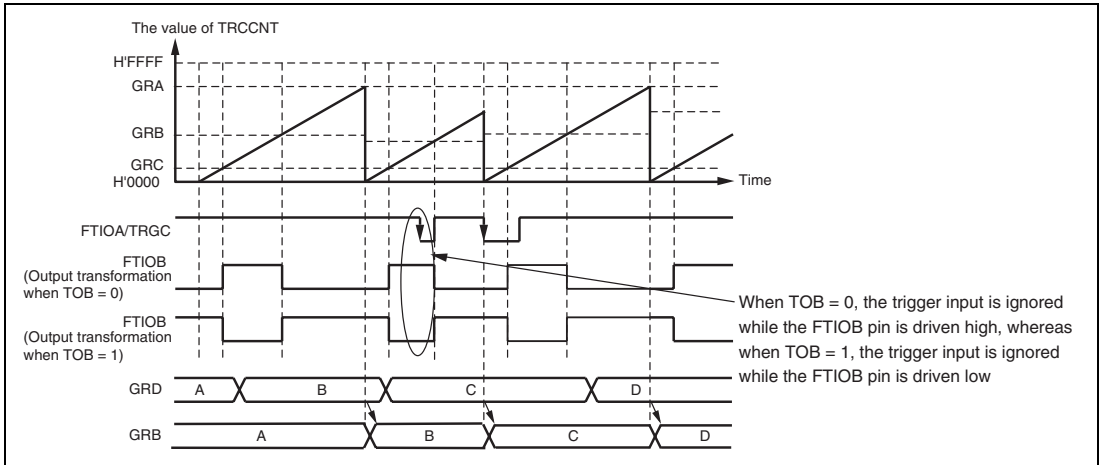 The value of TRCCNT
H'FFFF
GRA
GRB
GRC
H'0000
Time
FTIOA/TRGC
FTIOB
(Output transformation
when TOB = 0)
FTIOB
(Output transformation
when TOB = 1)
When TOB = 0, the trigger input is ignored
while the FTIOB pin is driven high, whereas
when TOB = 1, the trigger input is ignored
while the FTIOB pin is driven low
GRD A B C D
GRB A B C D